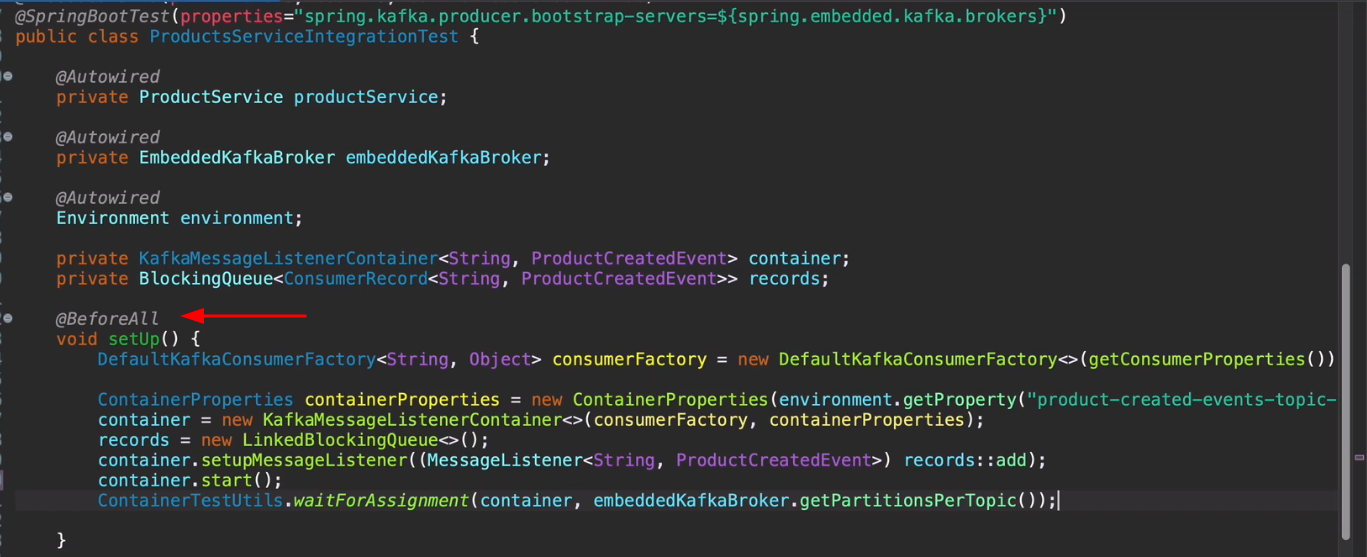 @SpringBootTest(properties="spring.kafka.producer.bootstrap-servers=${spring.embedded.kafka.brokers}")
public class ProductsServiceIntegrationTest {
@Autowired
private ProductService productService;
@Autowired
private EmbeddedKafkaBroker embeddedKafkaBroker;
@Autowired
Environment environment;
private KafkaMessageListenerContainer<String, ProductCreatedEvent> container;
private BlockingQueue<ConsumerRecord<String, ProductCreatedEvent>> records;
@BeforeAll
void setUp() {
DefaultKafkaConsumerFactory<String, Object> consumerFactory = new DefaultKafkaConsumerFactory<>(getConsumerProperties())
ContainerProperties containerProperties = new ContainerProperties(environment.getProperty("product-created-events-topic-
container = new KafkaMessageListenerContainer<>(consumerFactory, containerProperties);
records = new LinkedBlockingQueue<>();
container.setupMessageListener((MessageListener<String, ProductCreatedEvent>) records::add);
container.start();
ContainerTestUtils.waitForAssignment(container, embeddedKafkaBroker.getPartitionsPerTopic());
}